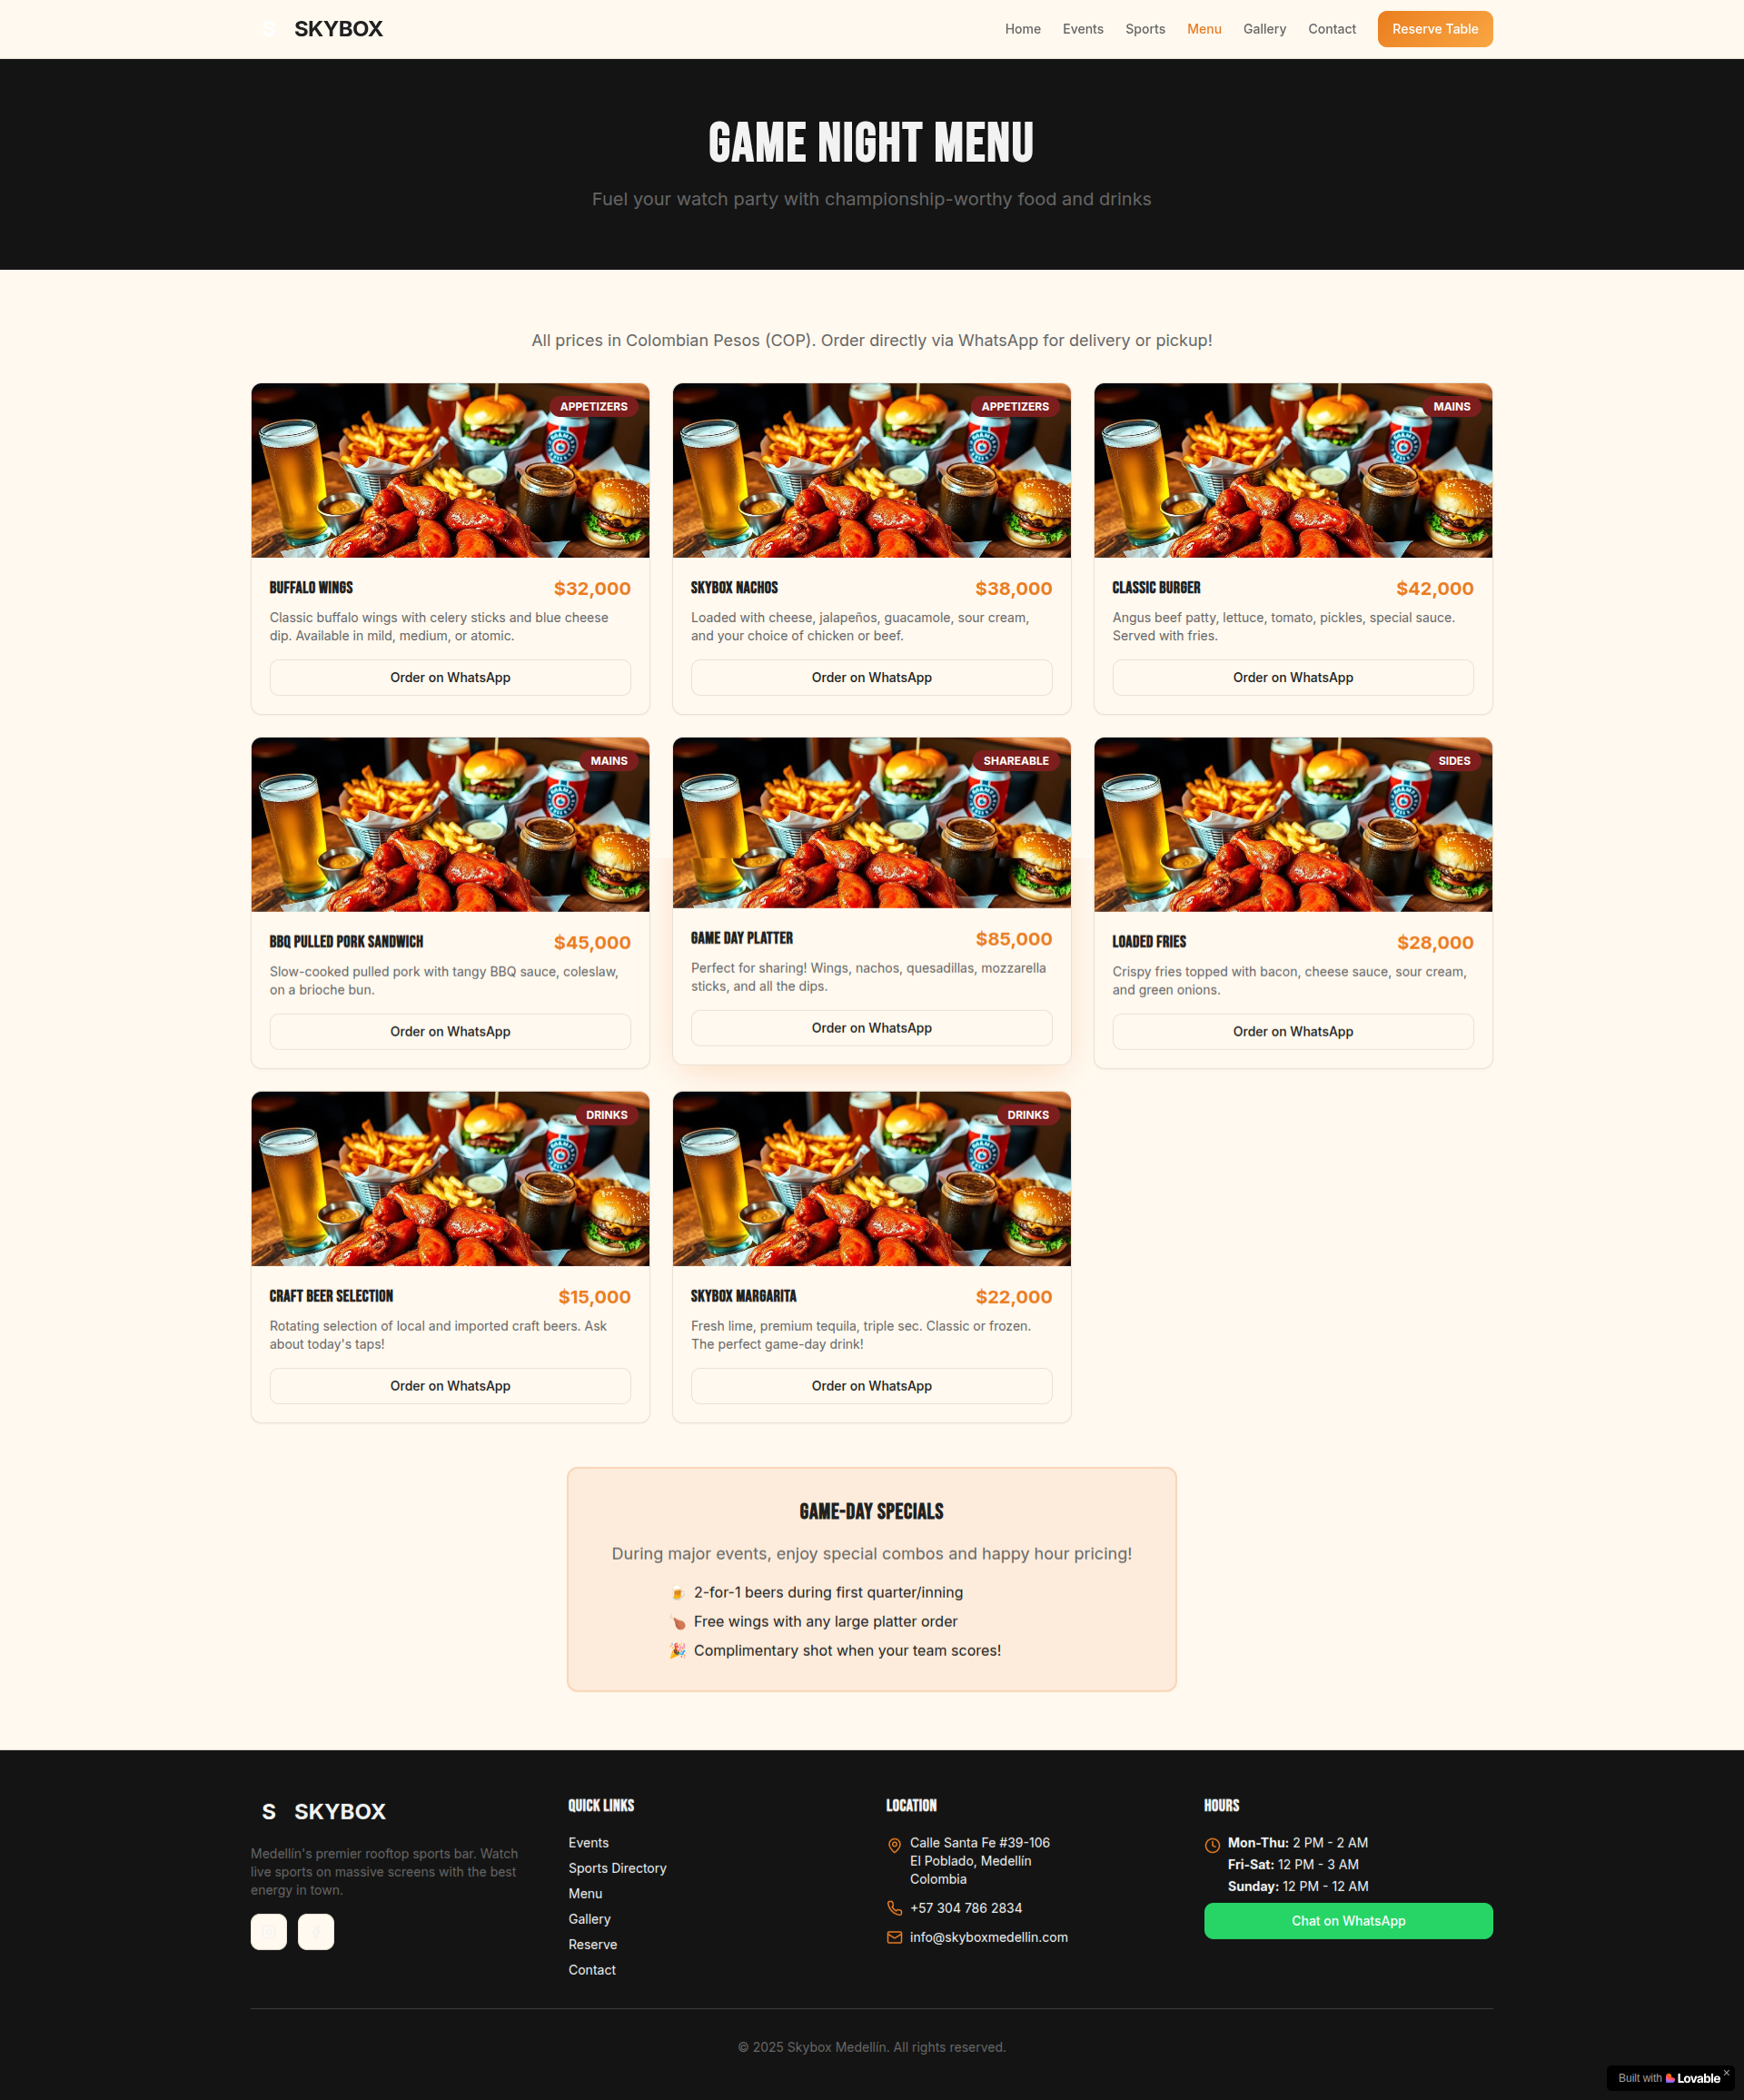 S SKYBOX
Home Events Sports Menu Gallery Contact Reserve Table
GAME NIGHT MENU
Fuel your watch party with championship-worthy food and drinks
All prices in Colombian Pesos (COP). Order directly via WhatsApp for delivery or pickup!
APPETIZERS
BUFFALO WINGS $32,000
Classic buffalo wings with celery sticks and blue cheese
dip. Available in mild, medium, or atomic.
Order on WhatsApp
APPETIZERS
SKYBOX NACHOS $38,000
Loaded with cheese, jalapeños, guacamole, sour cream,
and your choice of chicken or beef.
Order on WhatsApp
MAINS
CLASSIC BURGER $42,000
Angus beef patty, lettuce, tomato, pickles, special sauce.
Served with fries.
Order on WhatsApp
MAINS
BBQ PULLED PORK SANDWICH $45,000
Slow-cooked pulled pork with tangy BBQ sauce, coleslaw,
on a brioche bun.
Order on WhatsApp
SHAREABLE
GAME DAY PLATTER $85,000
Perfect for sharing! Wings, nachos, quesadillas, mozzarella
sticks, and all the dips.
Order on WhatsApp
SIDES
LOADED FRIES $28,000
Crispy fries topped with bacon, cheese sauce, sour cream,
and green onions.
Order on WhatsApp
DRINKS
CRAFT BEER SELECTION $15,000
Rotating selection of local and imported craft beers. Ask
about today's taps!
Order on WhatsApp
DRINKS
SKYBOX MARGARITA $22,000
Fresh lime, premium tequila, triple sec. Classic or frozen.
The perfect game-day drink!
Order on WhatsApp
GAME-DAY SPECIALS
During major events, enjoy special combos and happy hour pricing!
🍺 2-for-1 beers during first quarter/inning
🍗 Free wings with any large platter order
🎉 Complimentary shot when your team scores!
S SKYBOX
Medellín's premier rooftop sports bar. Watch
live sports on massive screens with the best
energy in town.
QUICK LINKS
Events
Sports Directory
Menu
Gallery
Reserve
Contact
LOCATION
Calle Santa Fe #39-106
El Poblado, Medellín
Colombia
+57 304 786 2834
info@skyboxmedellin.com
HOURS
Mon-Thu: 2 PM - 2 AM
Fri-Sat: 12 PM - 3 AM
Sunday: 12 PM - 12 AM
Chat on WhatsApp
© 2025 Skybox Medellín. All rights reserved.
Built with Lovable ×